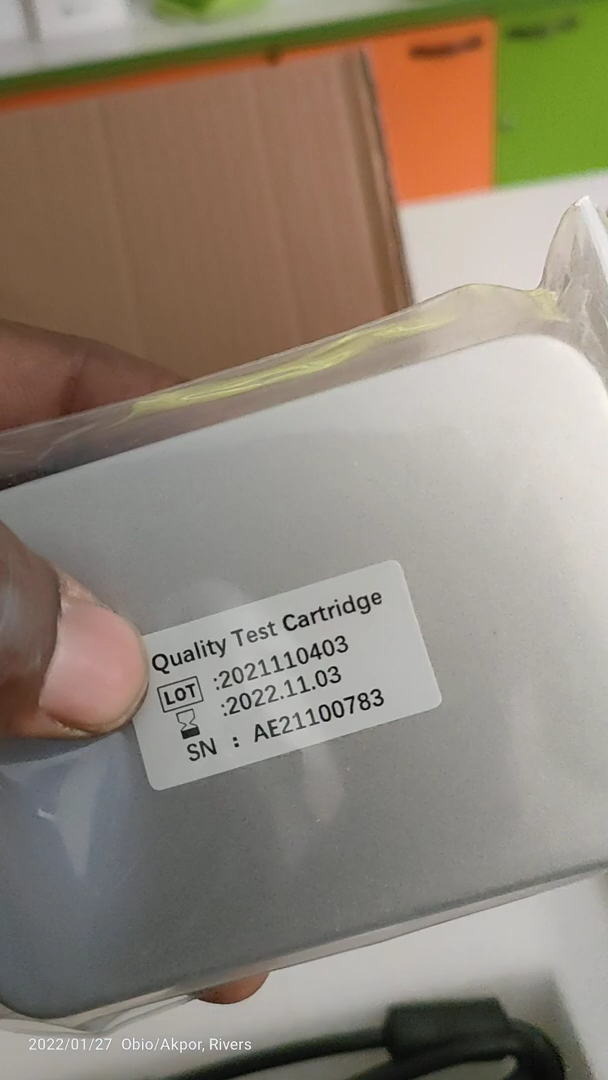 Quality Test Cartridge
LOT :2021110403
:2022.11.03
SN : AE21100783
2022/01/27 Obio/Akpor, Rivers